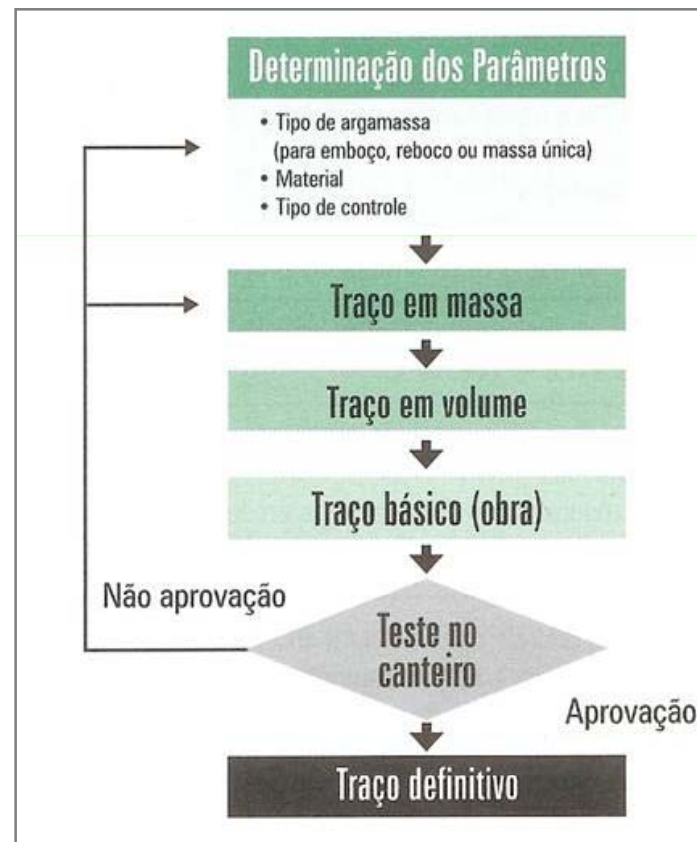 Determinação dos Parâmetros
• Tipo de argamassa
(para emboço, reboco ou massa única)
• Material
• Tipo de controle
Traço em massa
Traço em volume
Traço básico (obra)
Não aprovação
Teste no
canteiro
Aprovação
Traço definitivo